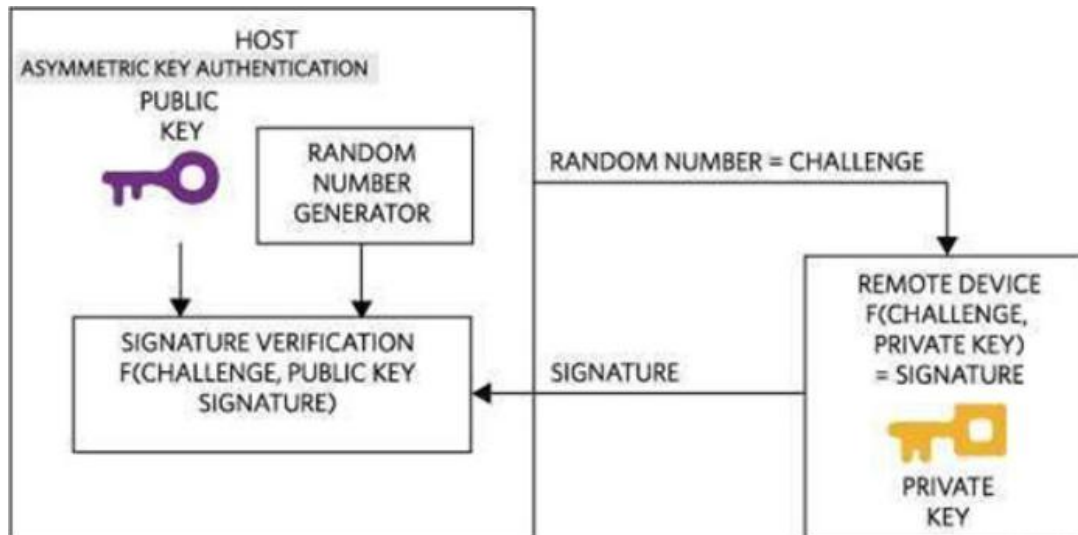 HOST
ASYMMETRIC KEY AUTHENTICATION
PUBLIC
KEY
RANDOM
NUMBER
GENERATOR
RANDOM NUMBER = CHALLENGE
SIGNATURE VERIFICATION
F(CHALLENGE, PUBLIC KEY
SIGNATURE)
SIGNATURE
REMOTE DEVICE
F(CHALLENGE,
PRIVATE KEY)
= SIGNATURE
PRIVATE
KEY